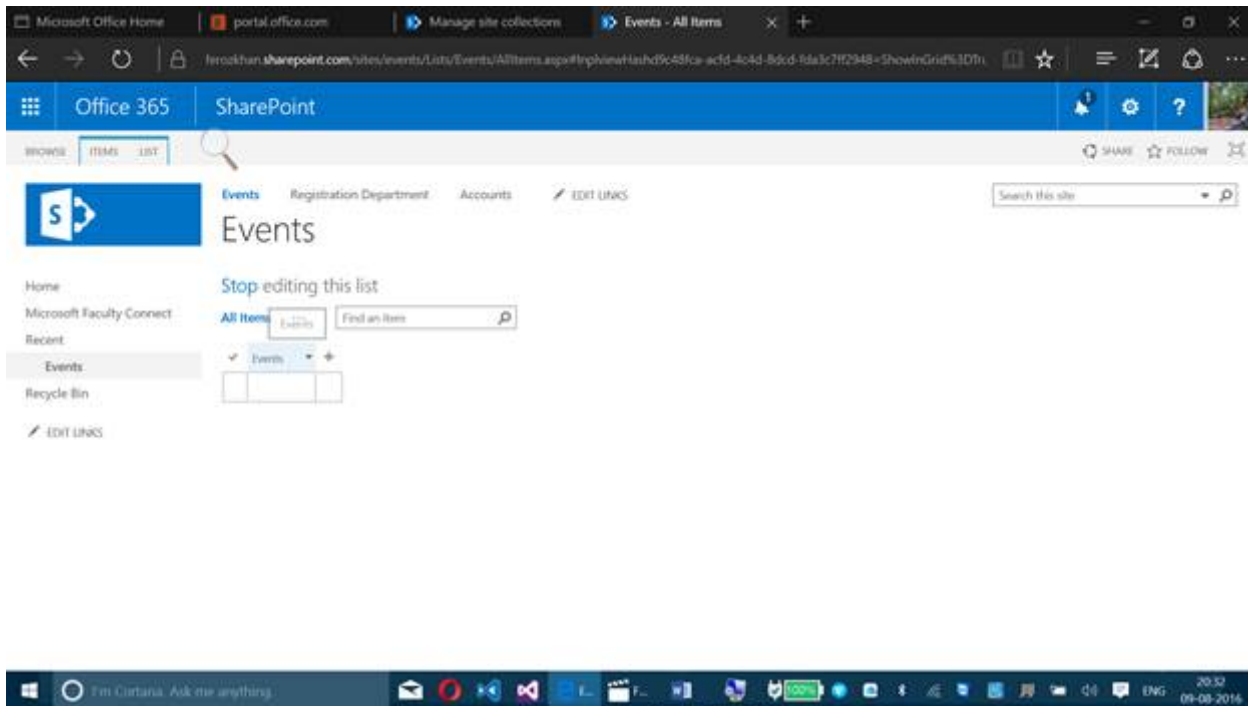 Microsoft Office Home portal.office.com Manage site collections Events - All Items
Office 365 SharePoint 1 ?
BROWSE ITEMS LIST SHARE FOLLOW
S
Events Registration Department Accounts EDIT LINKS Search this site
Events
Home
Microsoft Faculty Connect
Recent
Events
Recycle Bin
EDIT LINKS
Stop editing this list
All Items Events Find an item
Events
I'm Cortana. Ask me anything. 100% ENG 20:32
09-08-2016